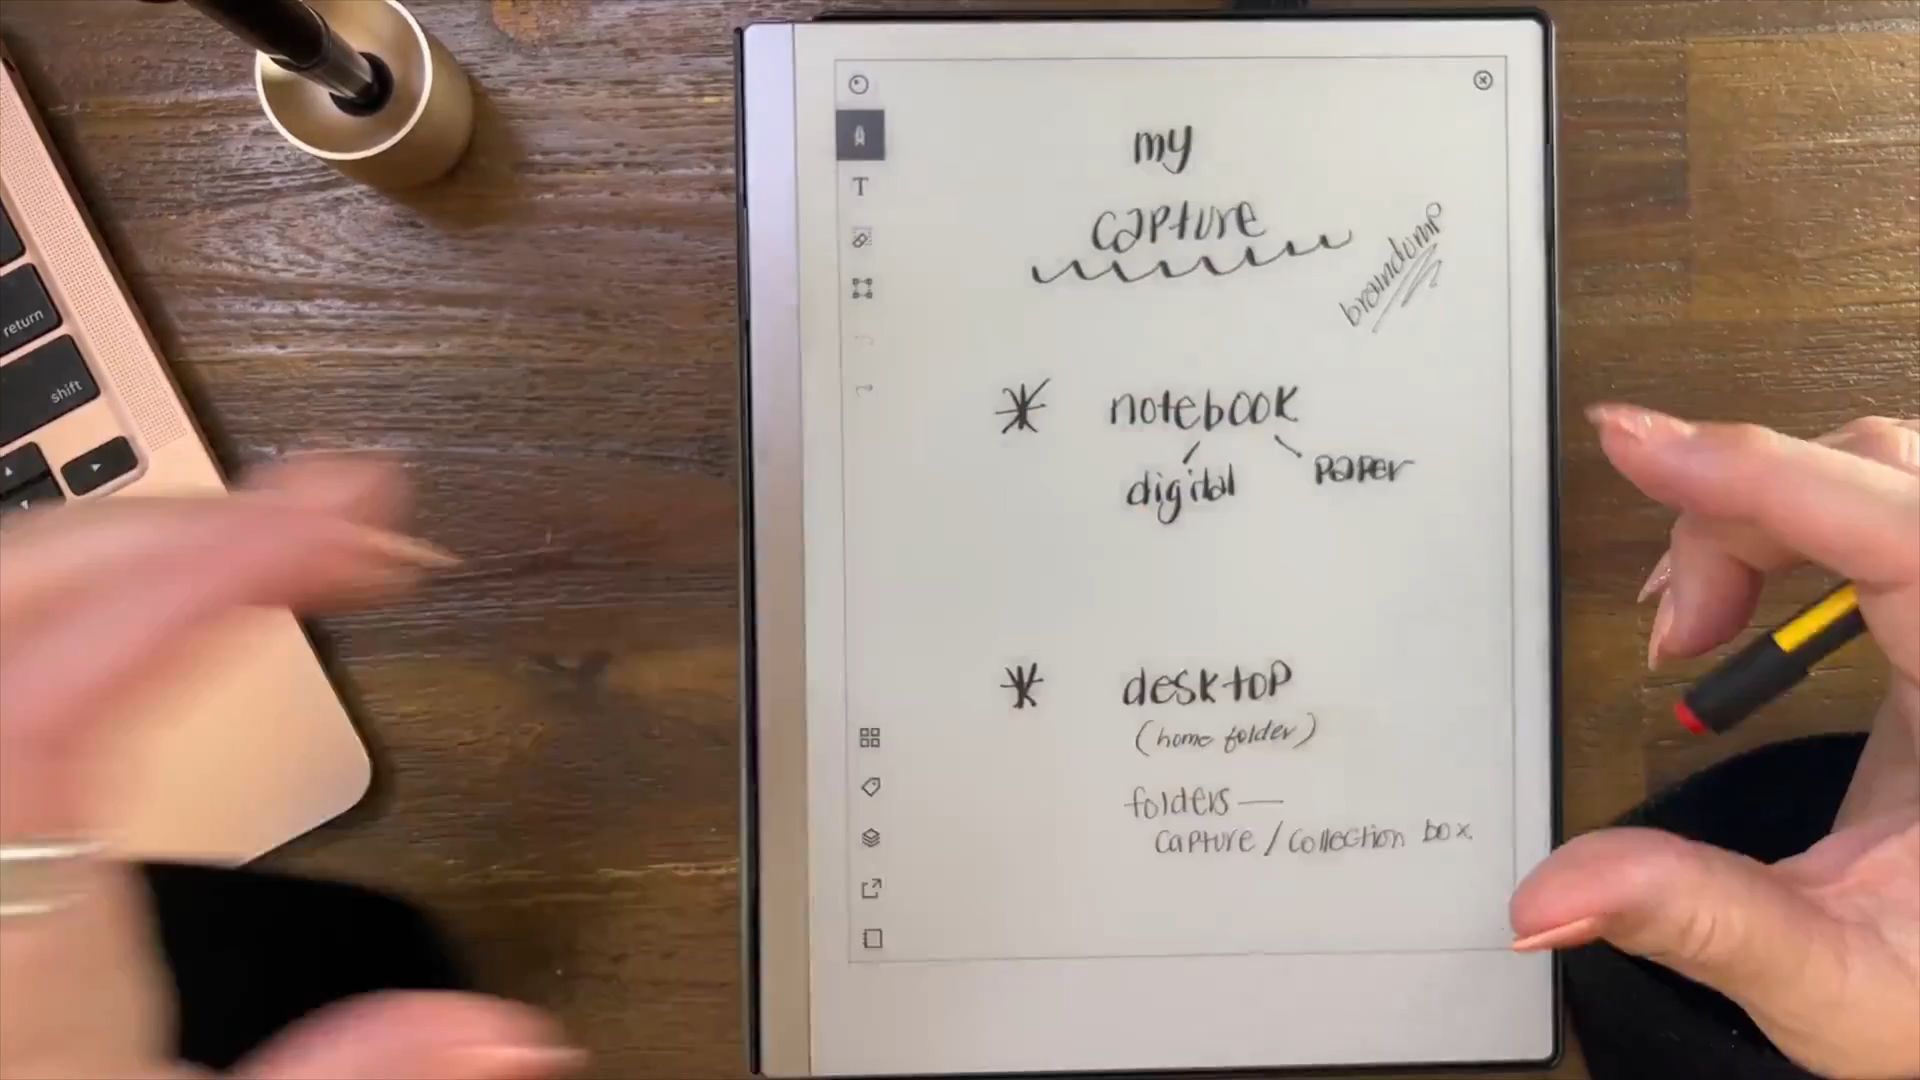 my
capture
braindump
notebook
digital
paper
desktop
(home folder)
folders —
capture / collection box
T
return
shift